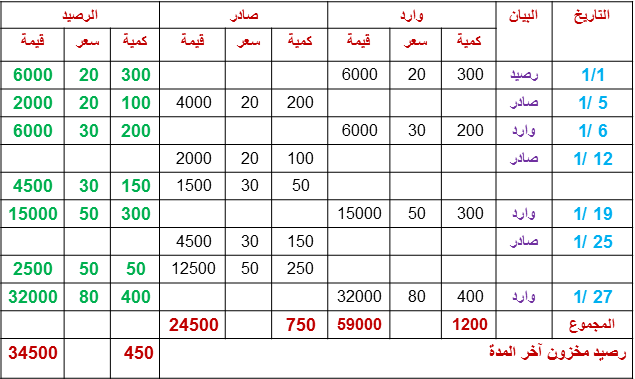 التاريخ البيان وارد صادر الرصيد
كمية سعر قيمة كمية سعر قيمة كمية سعر قيمة
1/1 رصيد 300 20 6000 300 20 6000
1/ 5 صادر 200 20 4000 100 20 2000
1/ 6 وارد 200 30 6000 200 30 6000
1/ 12 صادر 100 20 2000
50 30 1500 150 30 4500
1/ 19 وارد 300 50 15000 300 50 15000
1/ 25 صادر 150 30 4500
250 50 12500 50 50 2500
1/ 27 وارد 400 80 32000 400 80 32000
المجموع 1200 59000 750 24500
رصيد مخزون آخر المدة 450 34500